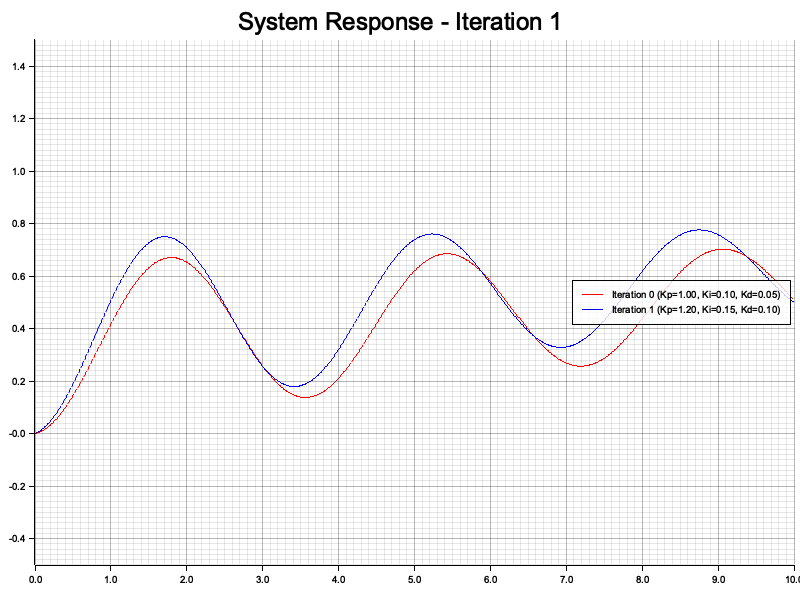 System Response - Iteration 1
1.4
1.2
1.0
0.8
0.6
0.4
0.2
-0.0
-0.2
-0.4
Iteration 0 (Kp=1.00, Ki=0.10, Kd=0.05)
Iteration 1 (Kp=1.20, Ki=0.15, Kd=0.10)
0.0 1.0 2.0 3.0 4.0 5.0 6.0 7.0 8.0 9.0 10.0